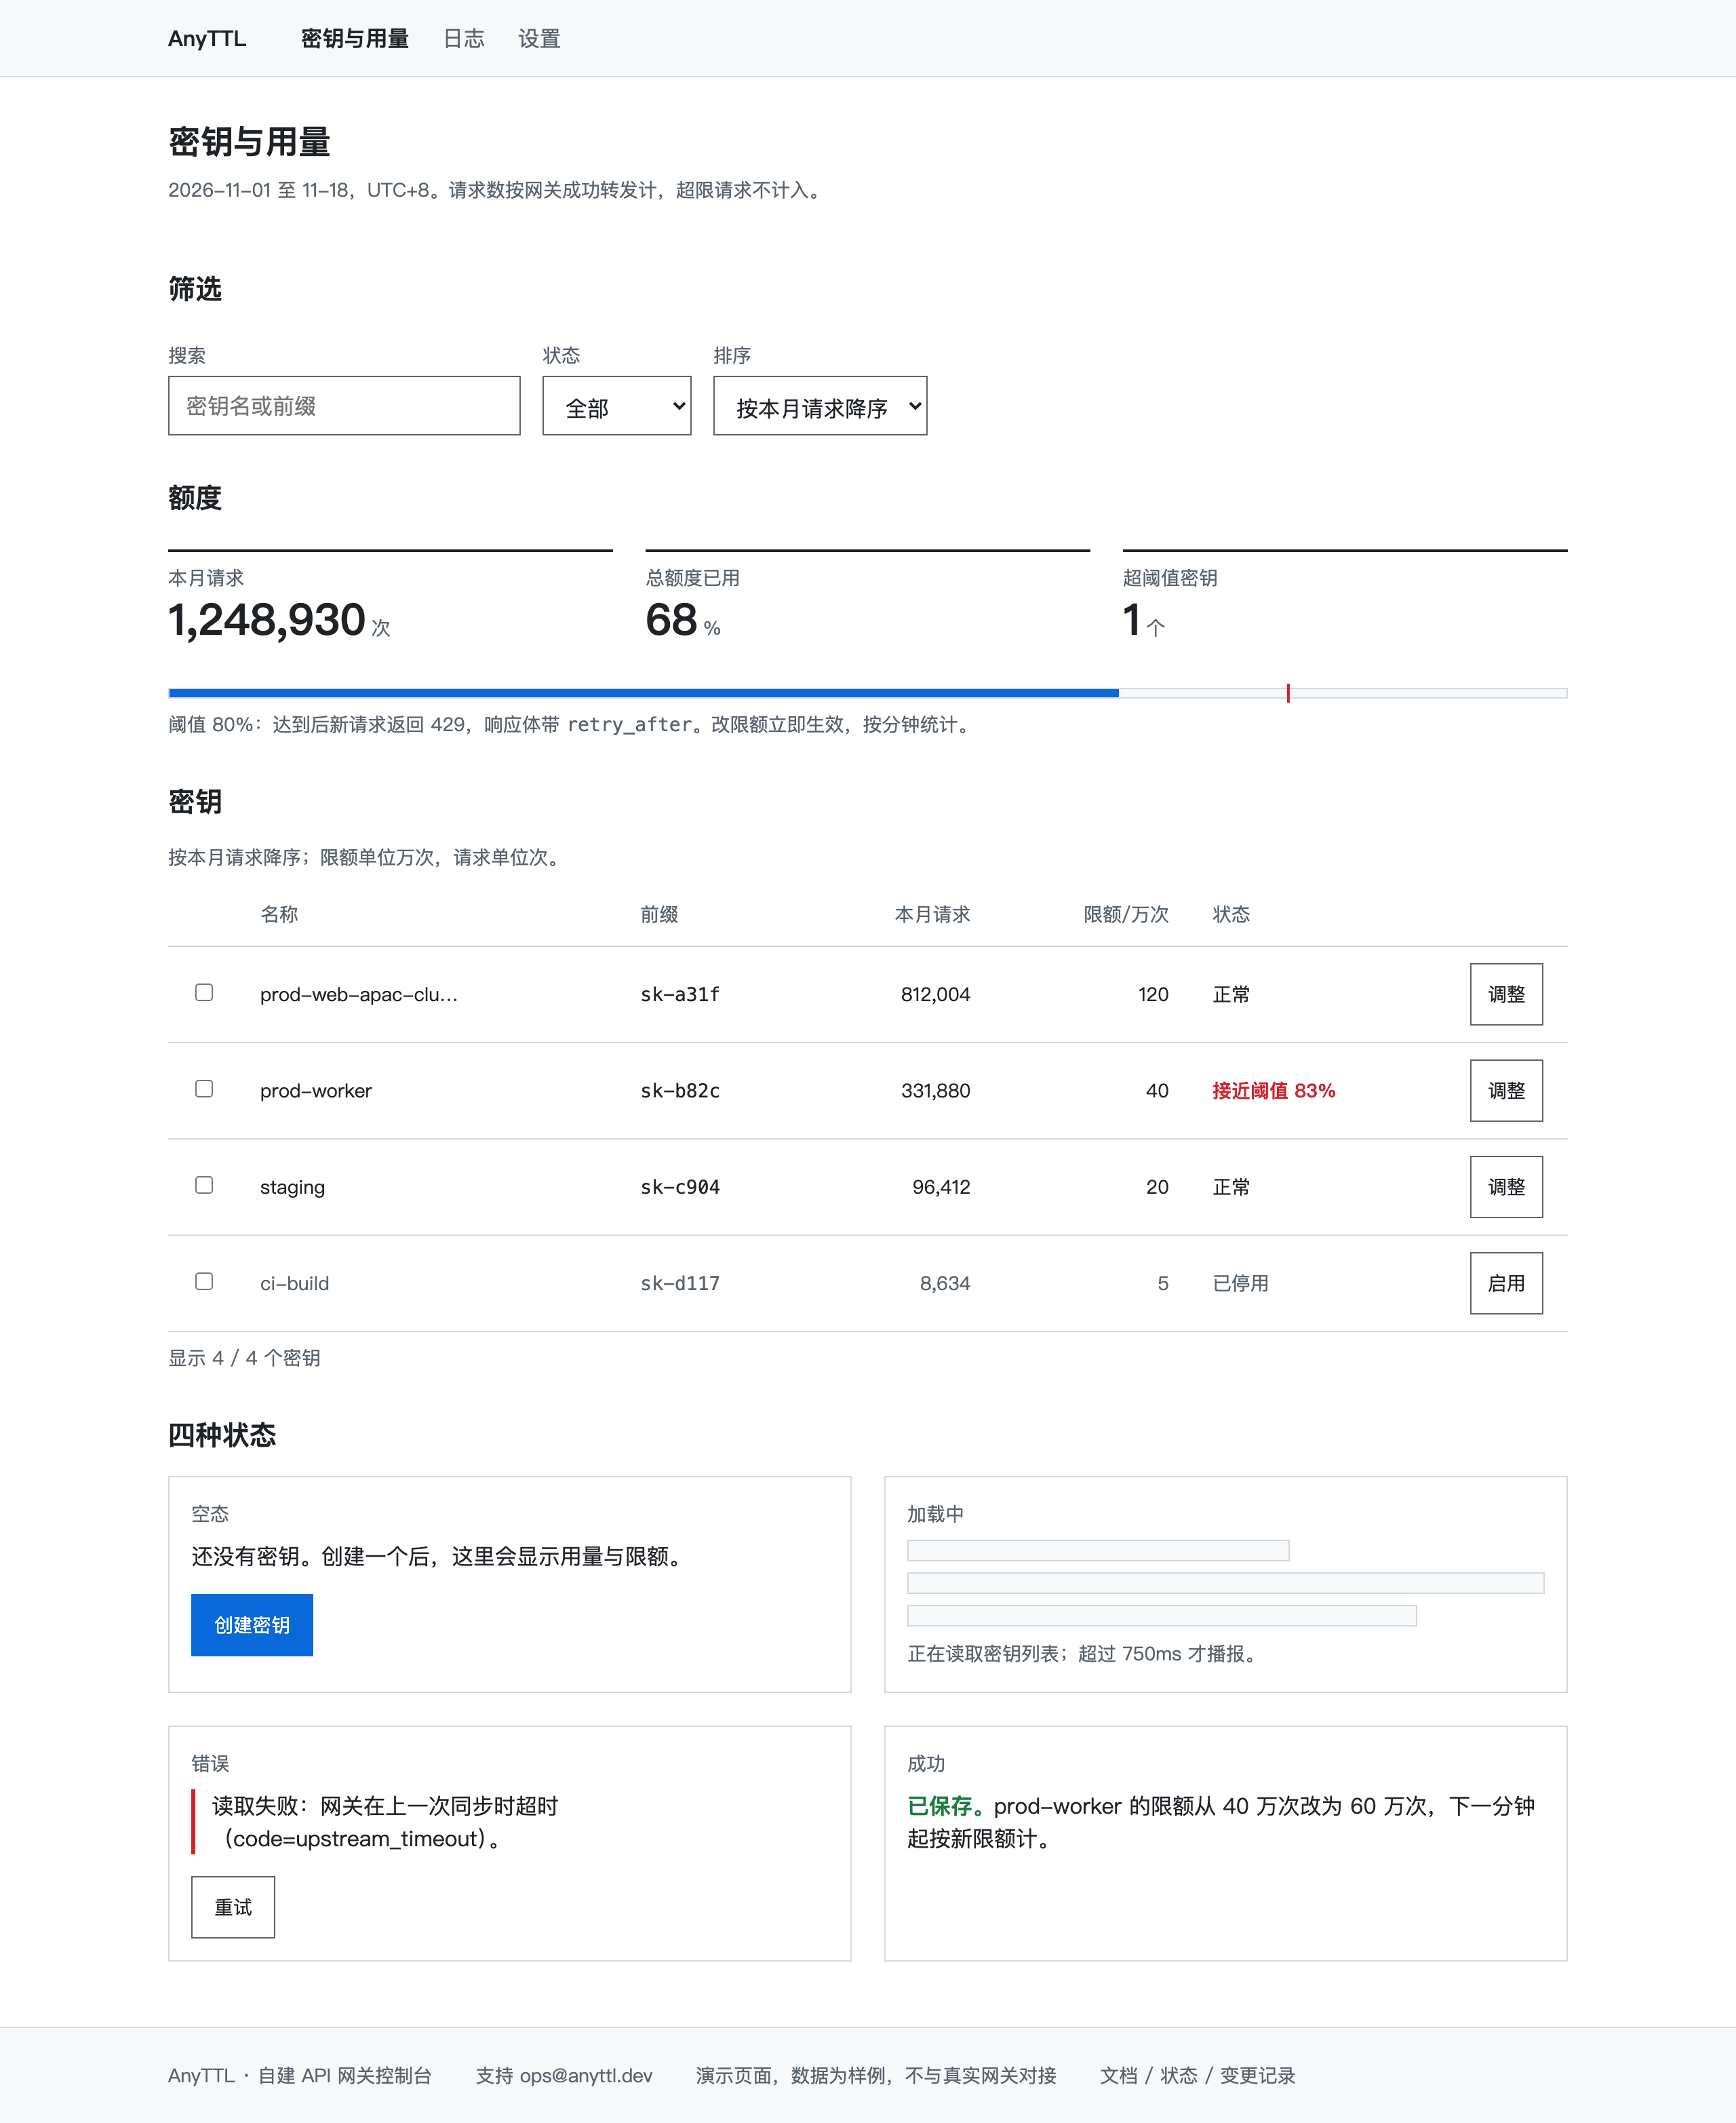 AnyTTL 密钥与用量 日志 设置
密钥与用量
2026-11-01 至 11-18，UTC+8。请求数按网关成功转发计，超限请求不计入。
筛选
搜索 状态 排序
密钥名或前缀 全部 按本月请求降序
额度
本月请求 总额度已用 超阈值密钥
1,248,930 次 68 % 1 个
阈值 80%：达到后新请求返回 429，响应体带 retry_after。改限额立即生效，按分钟统计。
密钥
按本月请求降序；限额单位万次，请求单位次。
名称 前缀 本月请求 限额/万次 状态
prod-web-apac-clu… sk-a31f 812,004 120 正常 调整
prod-worker sk-b82c 331,880 40 接近阈值 83% 调整
staging sk-c904 96,412 20 正常 调整
ci-build sk-d117 8,634 5 已停用 启用
显示 4 / 4 个密钥
四种状态
空态
还没有密钥。创建一个后，这里会显示用量与限额。
创建密钥
加载中
正在读取密钥列表；超过 750ms 才播报。
错误
读取失败：网关在上一次同步时超时
（code=upstream_timeout）。
重试
成功
已保存。prod-worker 的限额从 40 万次改为 60 万次，下一分钟
起按新限额计。
AnyTTL · 自建 API 网关控制台 支持 ops@anyttl.dev 演示页面，数据为样例，不与真实网关对接 文档 / 状态 / 变更记录